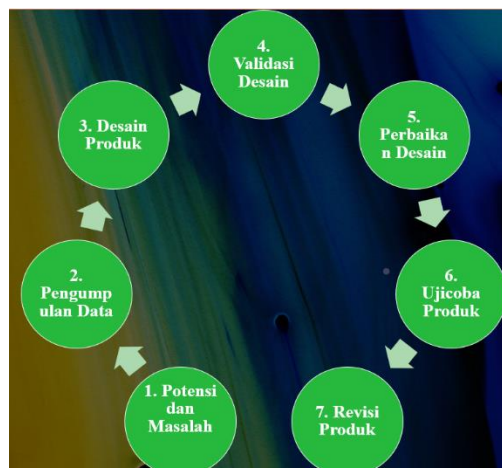 1. Potensi
dan
Masalah
2.
Pengump
ulan Data
3. Desain
Produk
4.
Validasi
Desain
5.
Perbaika
n Desain
6.
Ujicoba
Produk
7. Revisi
Produk